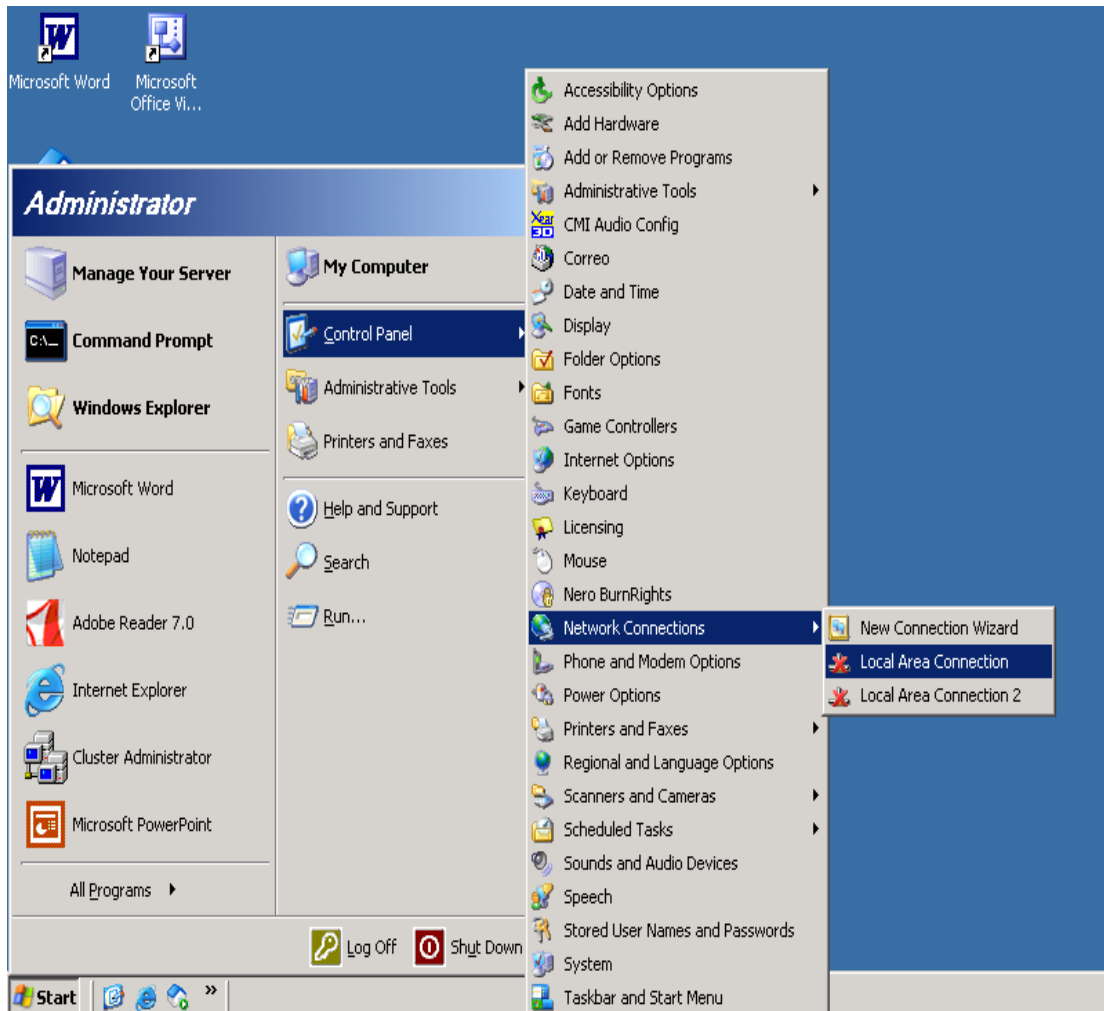 Microsoft Word
Microsoft
Office Vi...
Administrator
Manage Your Server
Command Prompt
Windows Explorer
Microsoft Word
Notepad
Adobe Reader 7.0
Internet Explorer
Cluster Administrator
Microsoft PowerPoint
All Programs
My Computer
Control Panel
Administrative Tools
Printers and Faxes
Help and Support
Search
Run...
Log Off
Shut Down
Accessibility Options
Add Hardware
Add or Remove Programs
Administrative Tools
Xear
3D
CMI Audio Config
Correo
Date and Time
Display
Folder Options
Fonts
Game Controllers
Internet Options
Keyboard
Licensing
Mouse
Nero BurnRights
Network Connections
Phone and Modem Options
Power Options
Printers and Faxes
Regional and Language Options
Scanners and Cameras
Scheduled Tasks
Sounds and Audio Devices
Speech
Stored User Names and Passwords
System
Taskbar and Start Menu
New Connection Wizard
Local Area Connection
Local Area Connection 2
Start